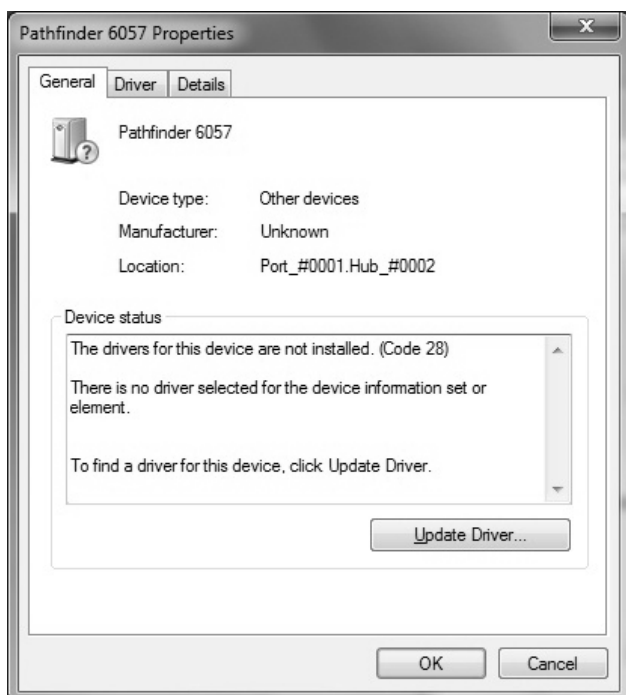 Pathfinder 6057 Properties
General Driver Details
Pathfinder 6057
Device type: Other devices
Manufacturer: Unknown
Location: Port_#0001.Hub_#0002
Device status
The drivers for this device are not installed. (Code 28)
There is no driver selected for the device information set or
element.
To find a driver for this device, click Update Driver.
Update Driver...
OK Cancel